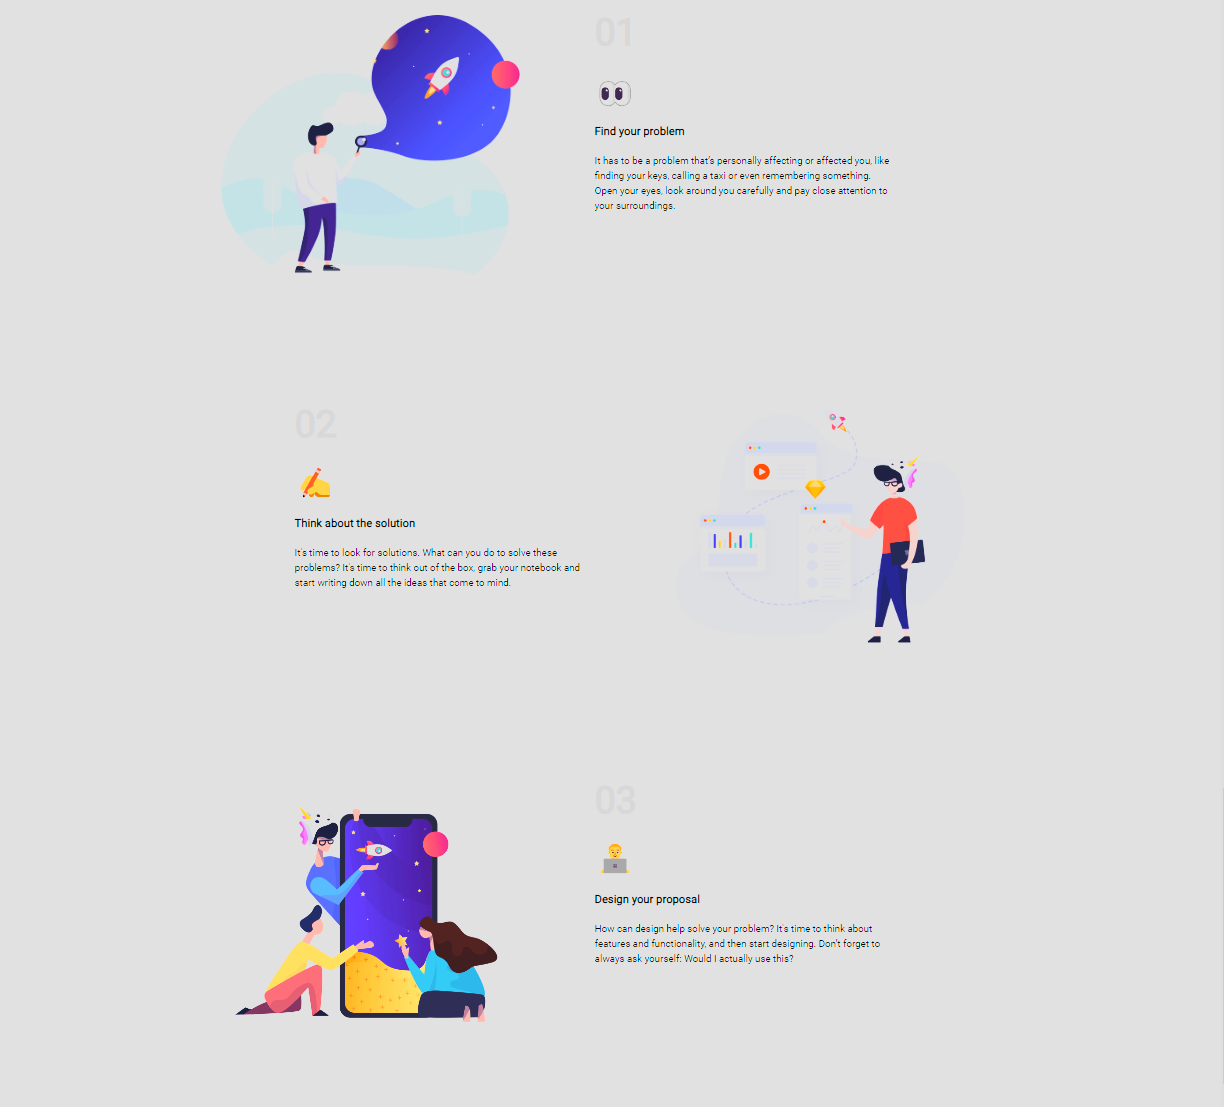 01
Find your problem
It has to be a problem that's personally affecting or affected you, like
finding your keys, calling a taxi or even remembering something.
Open your eyes, look around you carefully and pay close attention to
your surroundings.
02
Think about the solution
It's time to look for solutions. What can you do to solve these
problems? It's time to think out of the box, grab your notebook and
start writing down all the ideas that come to mind.
03
Design your proposal
How can design help solve your problem? It's time to think about
features and functionality, and then start designing. Don't forget to
always ask yourself: Would I actually use this?